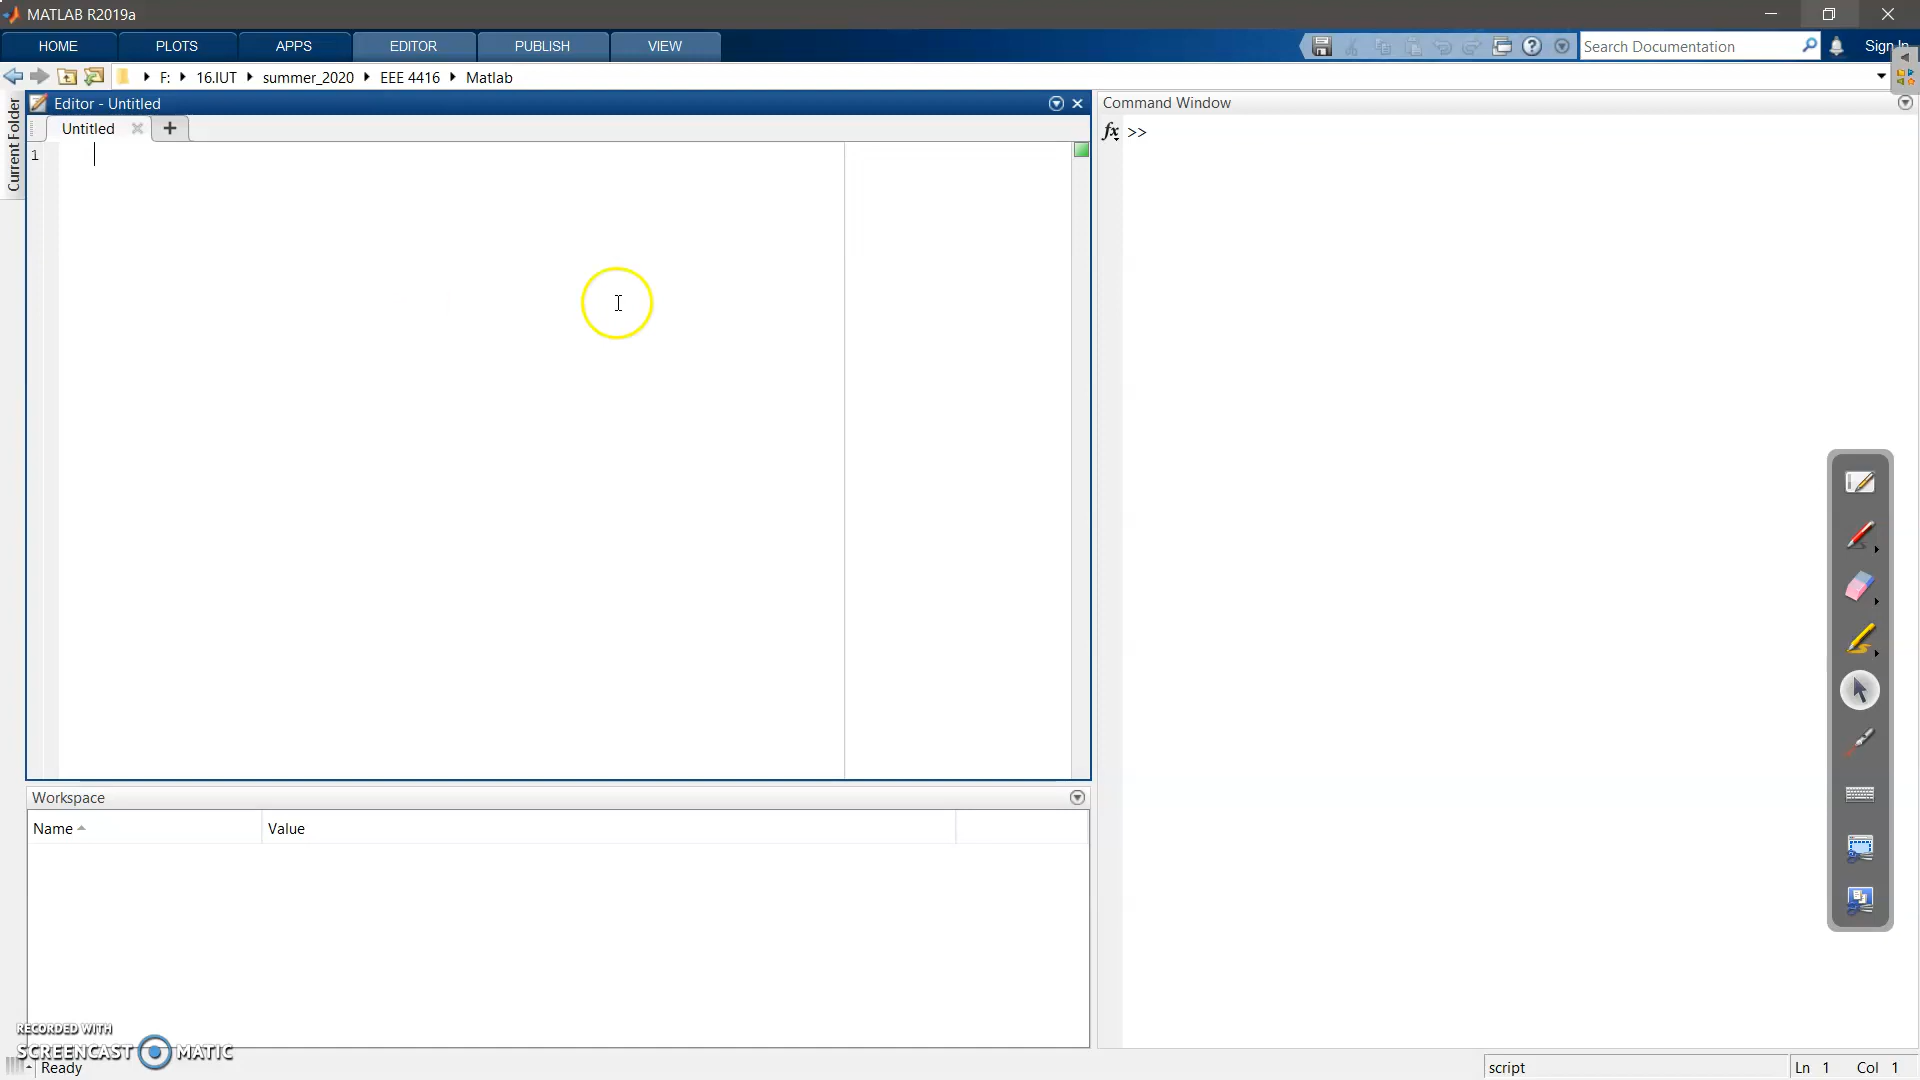 MATLAB R2019a
HOME PLOTS APPS EDITOR PUBLISH VIEW Search Documentation Sign In
F: 16.IUT summer_2020 EEE 4416 Matlab
Current Folder
Editor - Untitled
Untitled +
1
Command Window
fx >>
Workspace
Name Value
RECORDED WITH
SCREENCAST MATIC
Ready script Ln 1 Col 1